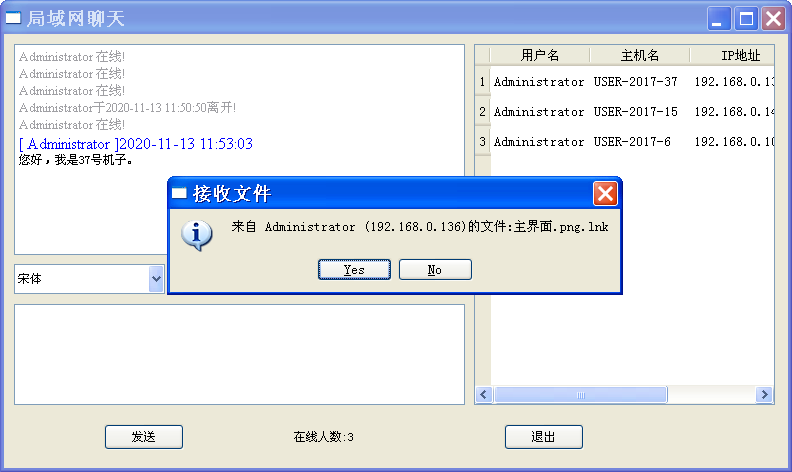 局域网聊天
Administrator 在线!
Administrator 在线!
Administrator 在线!
Administrator于2020-11-13 11:50:50离开!
Administrator 在线!
[ Administrator ]2020-11-13 11:53:03
您好，我是37号机子。
用户名 主机名 IP地址
1 Administrator USER-2017-37 192.168.0.13
2 Administrator USER-2017-15 192.168.0.14
3 Administrator USER-2017-6 192.168.0.10
接收文件
来自 Administrator (192.168.0.136)的文件:主界面.png.lnk
Yes No
宋体
发送 在线人数:3 退出